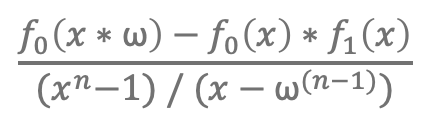 f₀(x * ω) − f₀(x) * f₁(x)
(xⁿ−1) / (x − ω⁽ⁿ⁻¹⁾)